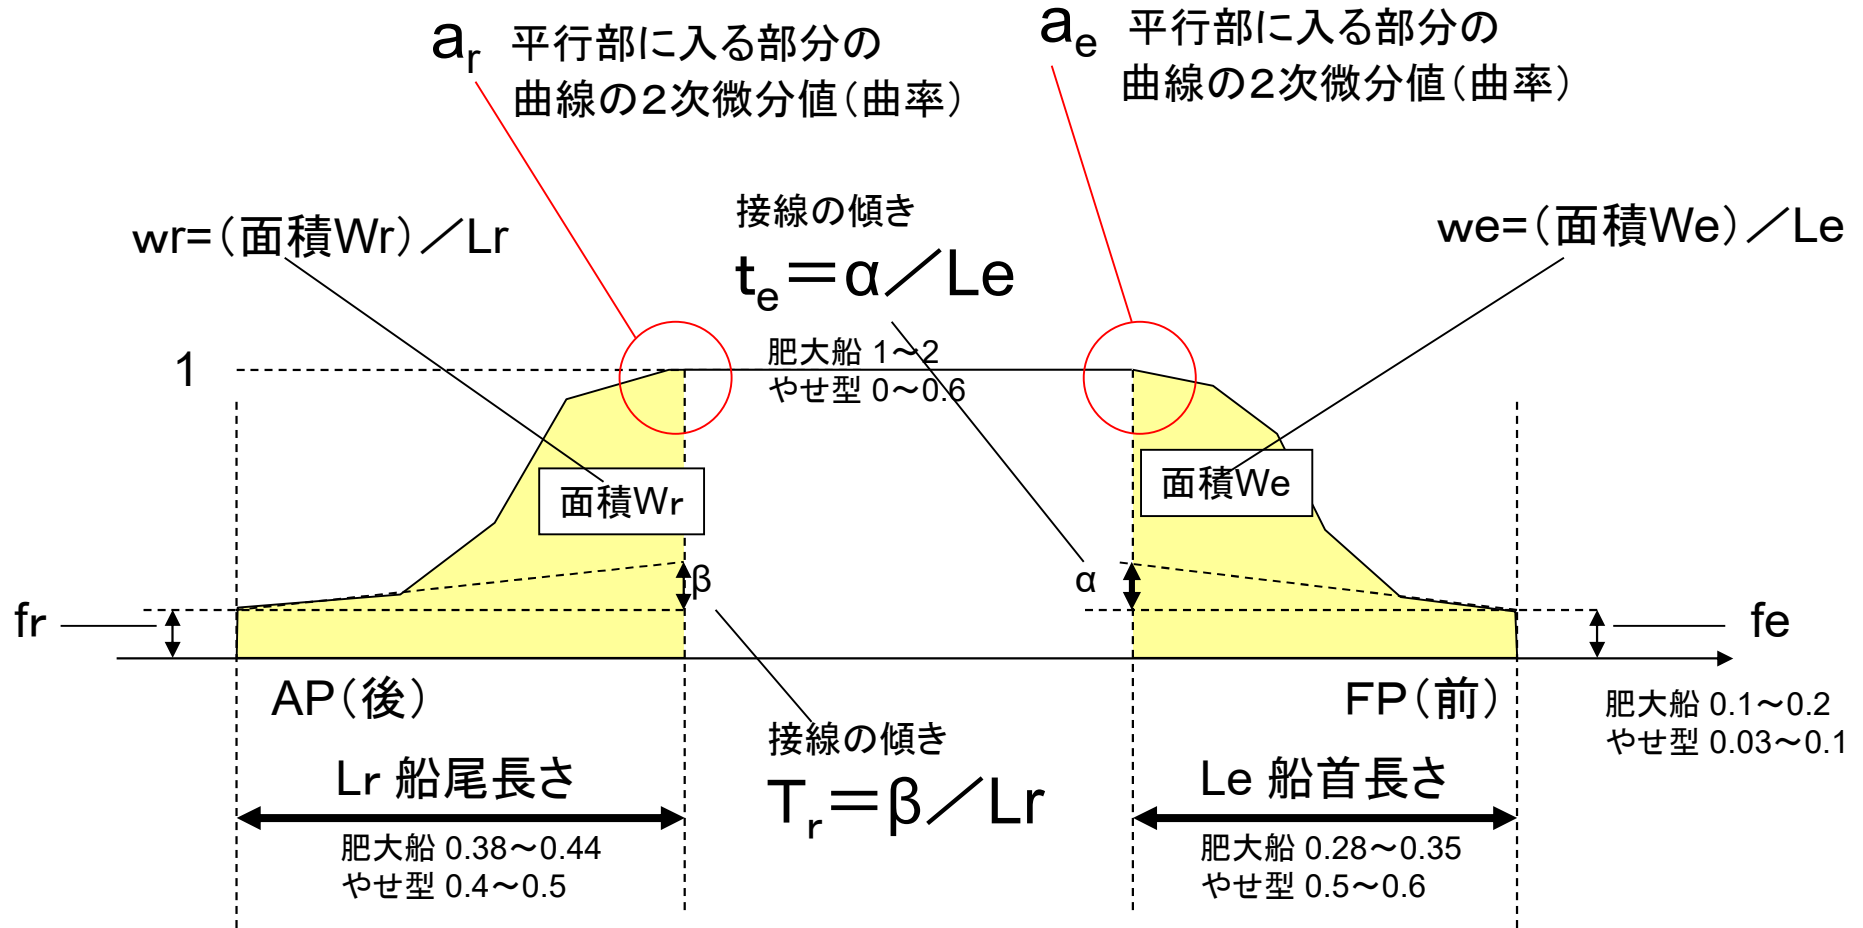 ar 平行部に入る部分の
曲線の2次微分値(曲率)
ae 平行部に入る部分の
曲線の2次微分値(曲率)
wr=(面積Wr)/Lr
接線の傾き
te=α/Le
we=(面積We)/Le
肥大船 1~2
やせ型 0~0.6
1
面積Wr
面積We
β
α
fr
fe
AP(後)
FP(前)
肥大船 0.1~0.2
やせ型 0.03~0.1
接線の傾き
Tr=β/Lr
Lr 船尾長さ
肥大船 0.38~0.44
やせ型 0.4~0.5
Le 船首長さ
肥大船 0.28~0.35
やせ型 0.5~0.6